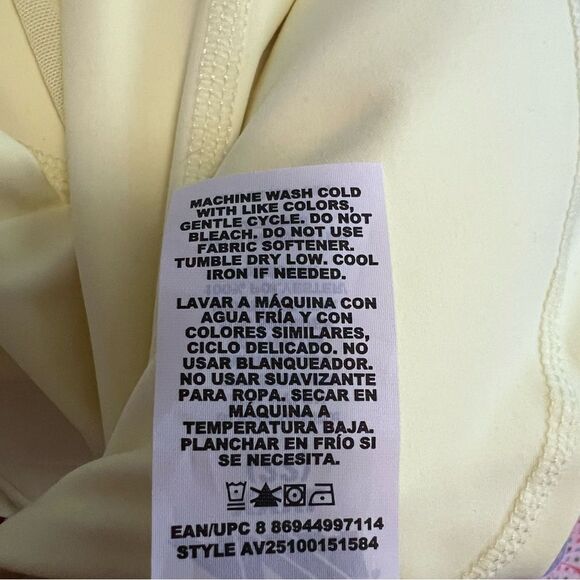 MACHINE WASH COLD
WITH LIKE COLORS,
GENTLE CYCLE. DO NOT
BLEACH. DO NOT USE
FABRIC SOFTENER.
TUMBLE DRY LOW. COOL
IRON IF NEEDED.
LAVAR A MÁQUINA CON
AGUA FRÍA Y CON
COLORES SIMILARES,
CICLO DELICADO. NO
USAR BLANQUEADOR.
NO USAR SUAVIZANTE
PARA ROPA. SECAR EN
MÁQUINA A
TEMPERATURA BAJA.
PLANCHAR EN FRÍO SI
SE NECESITA.
EAN/UPC 8 86944997114
STYLE AV25100151584